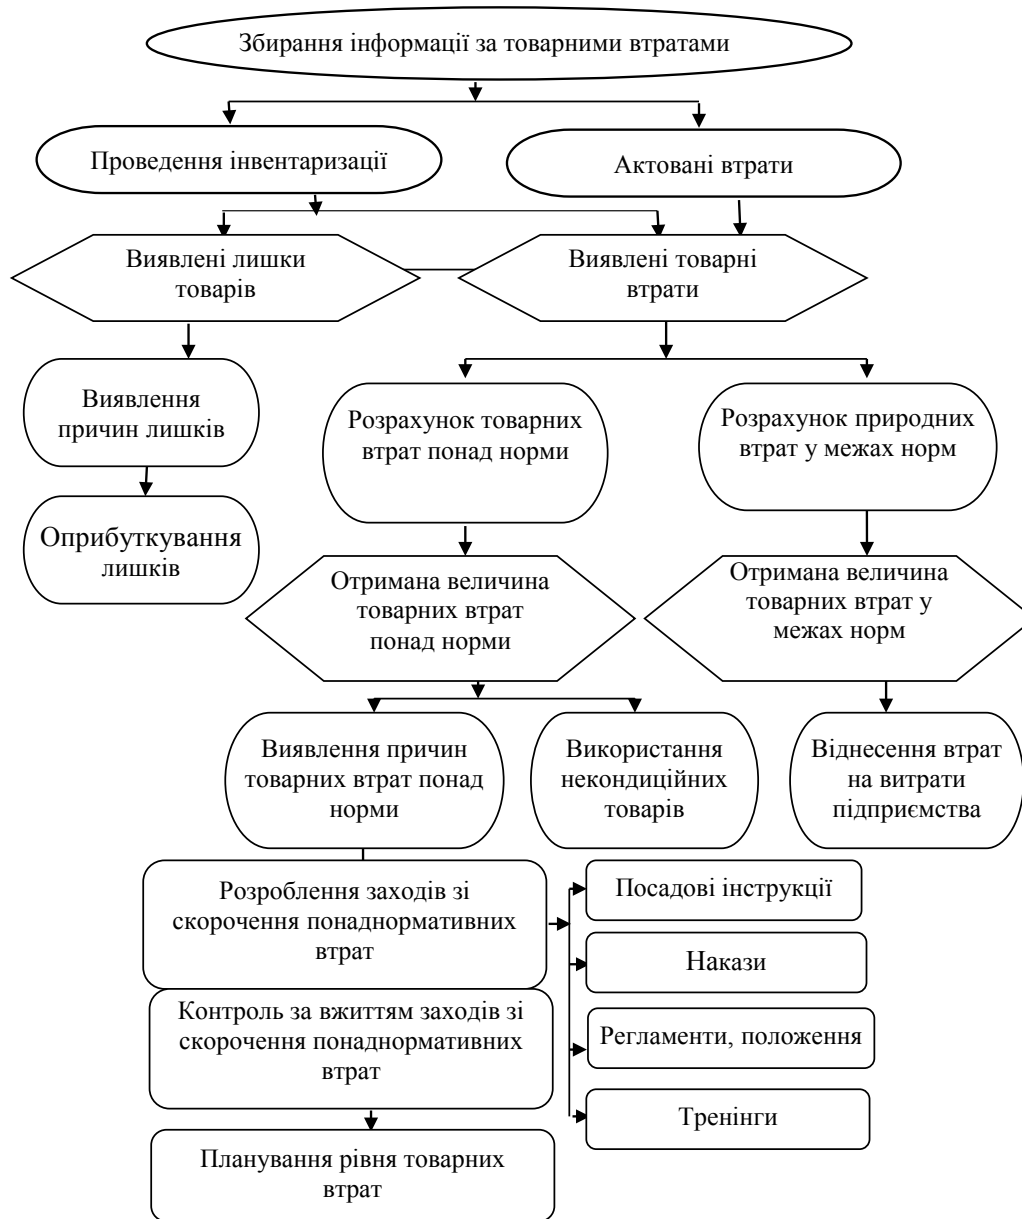 Збирання інформації за товарними втратами
Проведення інвентаризації
Актовані втрати
Виявлені лишки
товарів
Виявлені товарні
втрати
Виявлення
причин лишків
Розрахунок товарних
втрат понад норми
Розрахунок природних
втрат у межах норм
Оприбуткування
лишків
Отримана величина
товарних втрат
понад норми
Отримана величина
товарних втрат у
межах норм
Виявлення причин
товарних втрат понад
норми
Використання
некондиційних
товарів
Віднесення втрат
на витрати
підприємства
Розроблення заходів зі
скорочення понаднормативних
втрат
Посадові інструкції
Накази
Контроль за вжиттям заходів зі
скорочення понаднормативних
втрат
Регламенти, положення
Тренінги
Планування рівня товарних
втрат